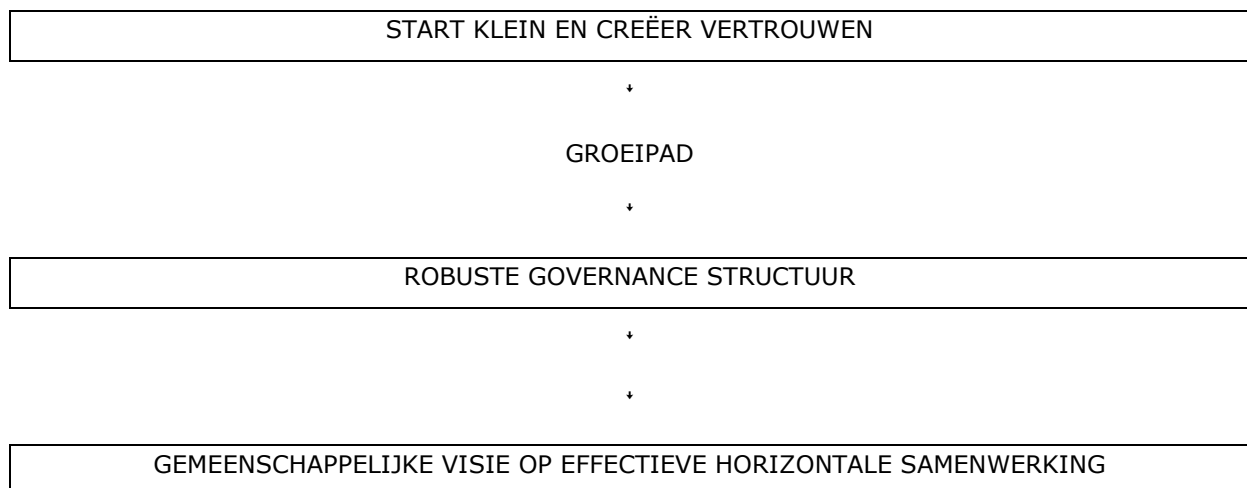 START KLEIN EN CREËER VERTROUWEN
GROEIPAD
ROBUSTE GOVERNANCE STRUCTUUR
GEMEENSCHAPPELIJKE VISIE OP EFFECTIEVE HORIZONTALE SAMENWERKING